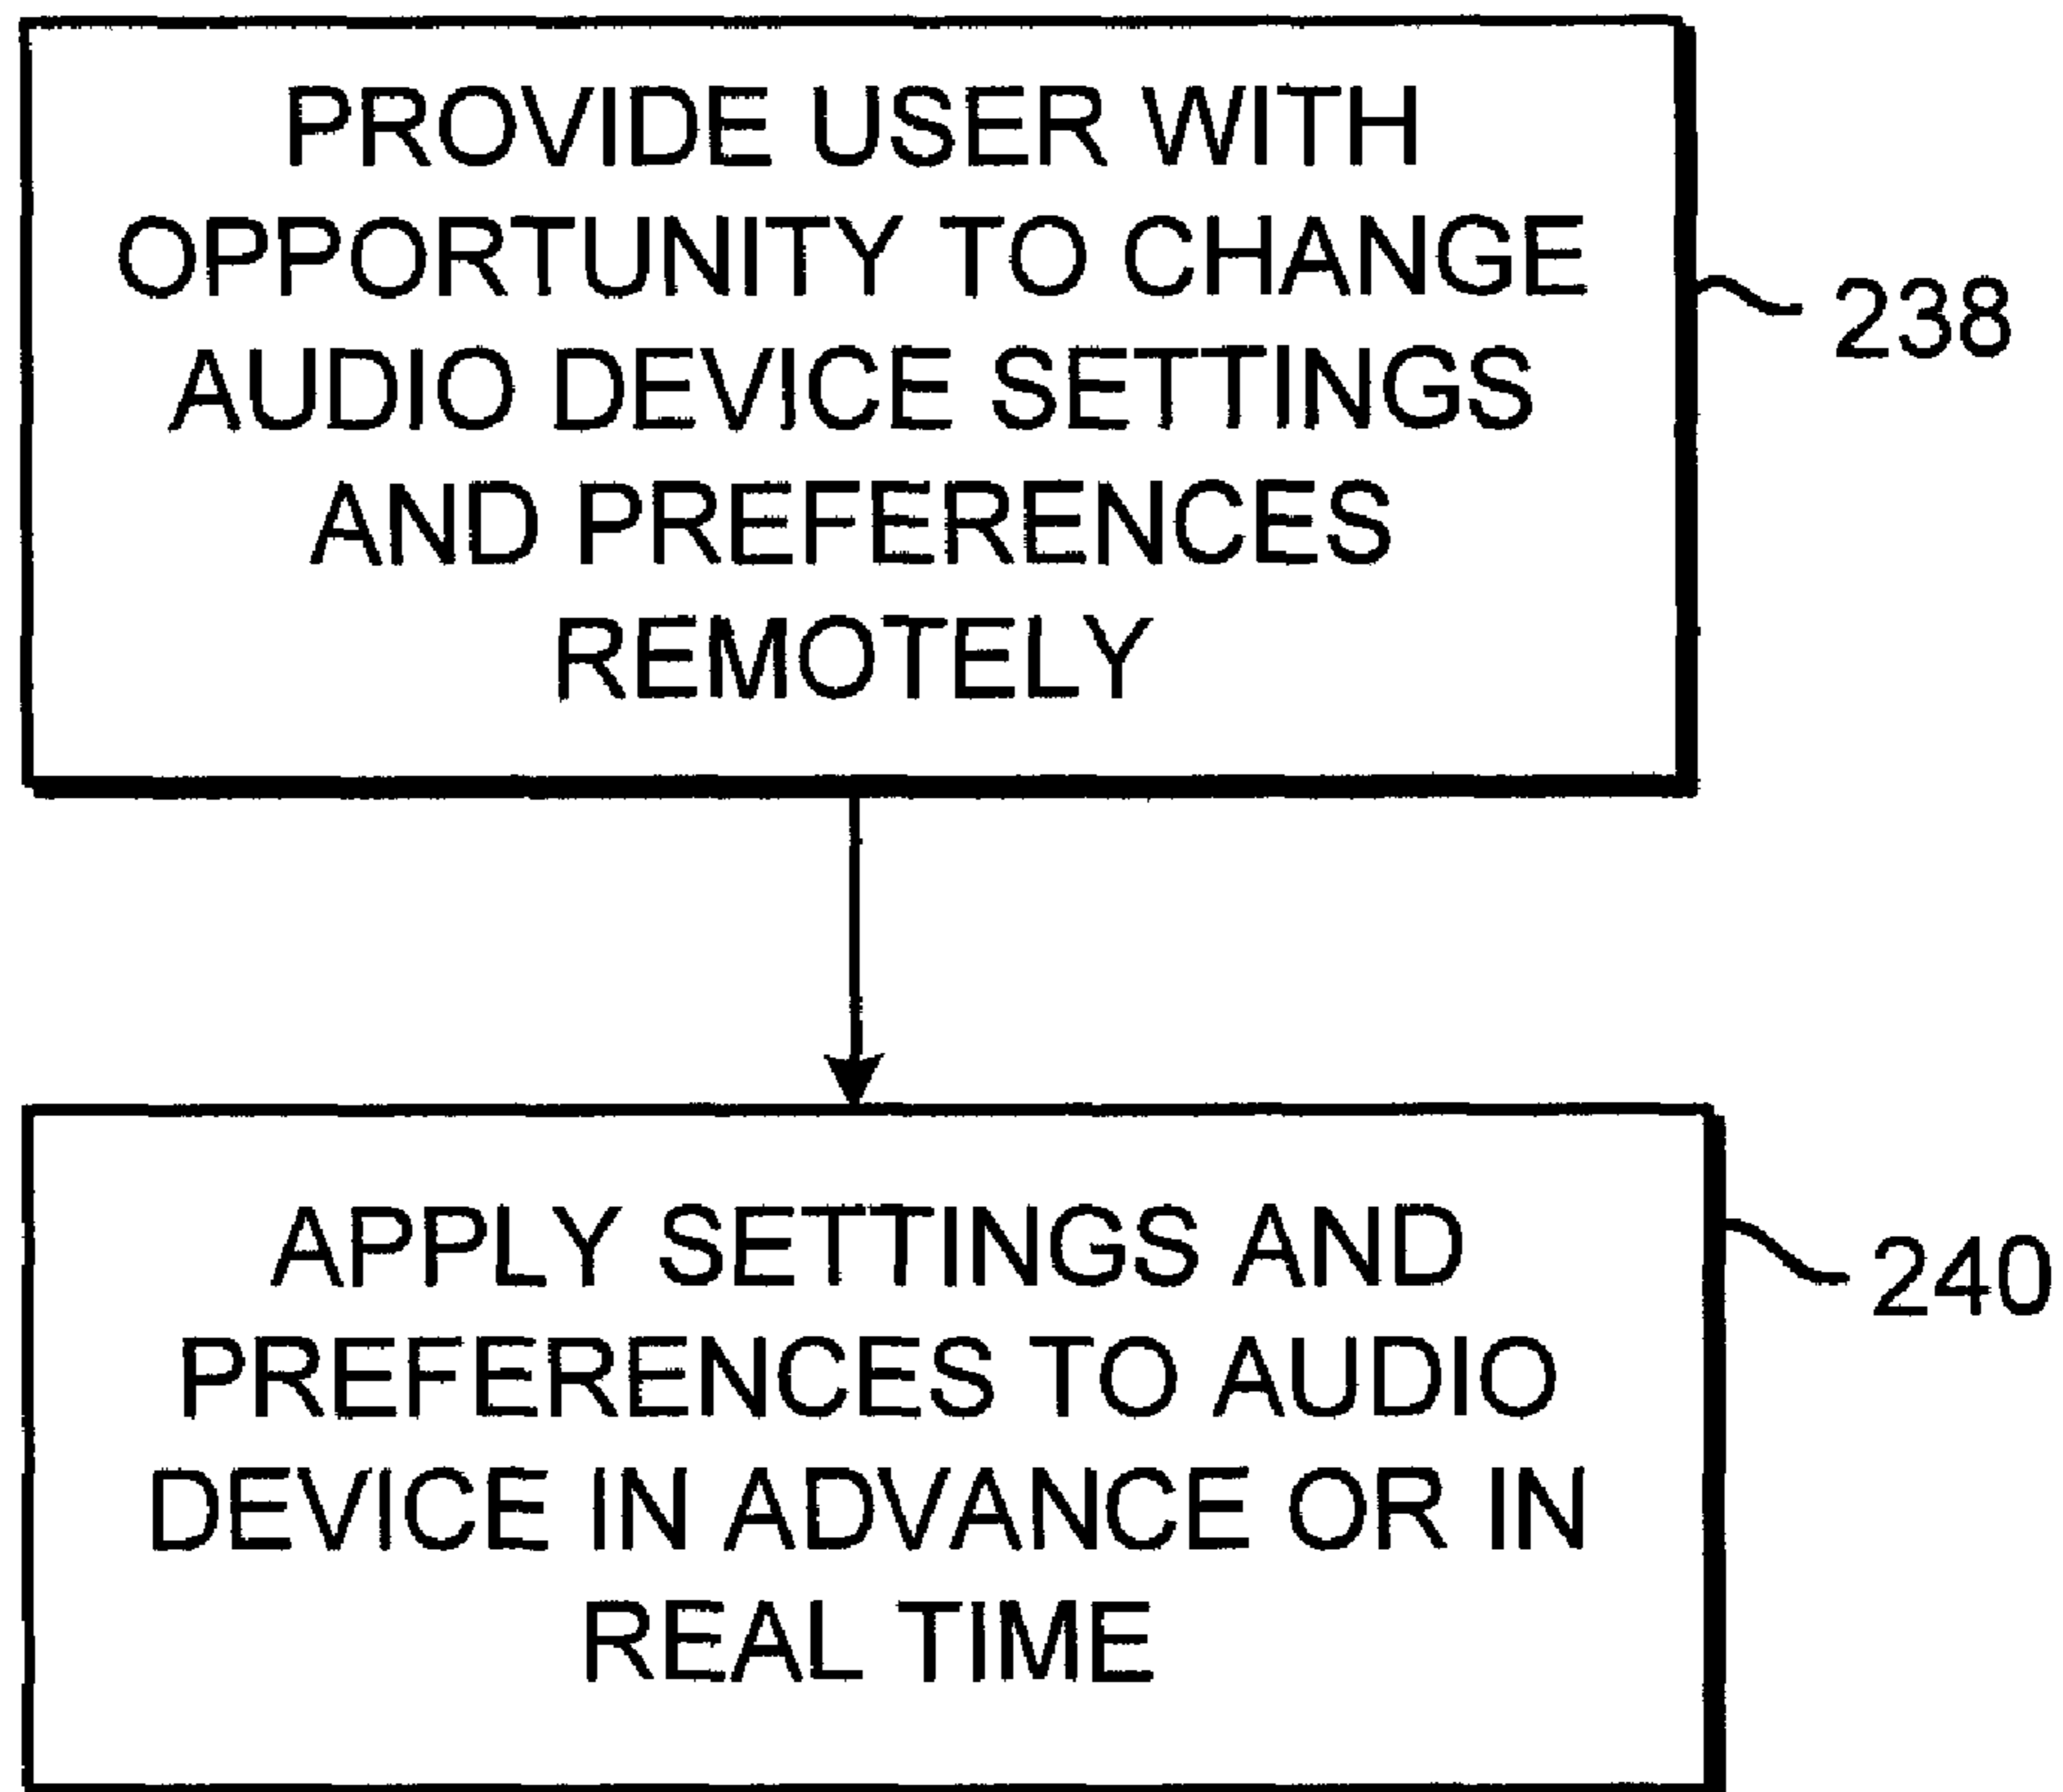 PROVIDE USER WITH
OPPORTUNITY TO CHANGE
AUDIO DEVICE SETTINGS
AND PREFERENCES
REMOTELY
238
APPLY SETTINGS AND
PREFERENCES TO AUDIO
DEVICE IN ADVANCE OR IN
REAL TIME
240